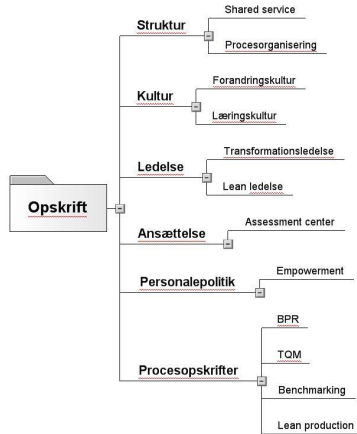 Opskrift
Struktur
Shared service
Procesorganisering
Kultur
Forandringskultur
Læringskultur
Ledelse
Transformationsledelse
Lean ledelse
Ansættelse
Assessment center
Personalepolitik
Empowerment
Procesopskrifter
BPR
TQM
Benchmarking
Lean production